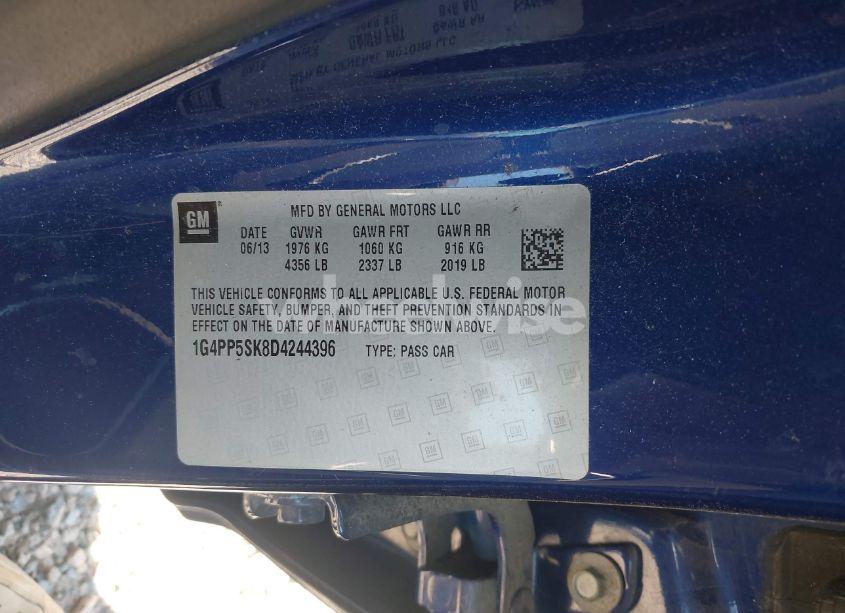 GM
MFD BY GENERAL MOTORS LLC
DATE GVWR GAWR FRT GAWR RR
06/13 1976 KG 1060 KG 916 KG
4356 LB 2337 LB 2019 LB
THIS VEHICLE CONFORMS TO ALL APPLICABLE U.S. FEDERAL MOTOR
VEHICLE SAFETY, BUMPER, AND THEFT PREVENTION STANDARDS IN
EFFECT ON THE DATE OF MANUFACTURE SHOWN ABOVE.
1G4PP5SK8D4244396 TYPE: PASS CAR